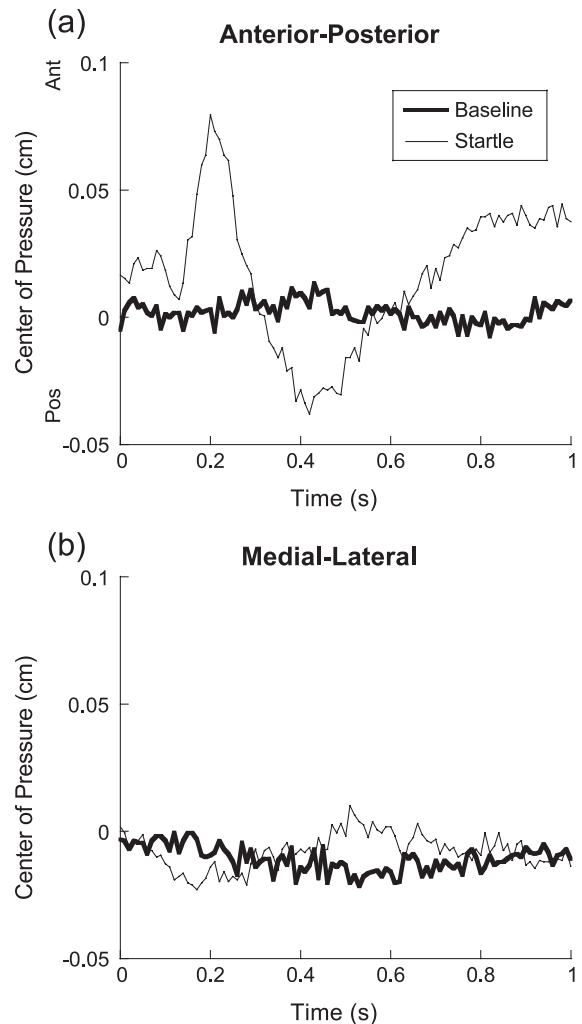 (a)
Anterior-Posterior
0.1
Ant
Baseline
Startle
0.05
Center of Pressure (cm)
0
Pos
-0.05
0 0.2 0.4 0.6 0.8 1
Time (s)
(b)
Medial-Lateral
0.1
0.05
Center of Pressure (cm)
0
-0.05
0 0.2 0.4 0.6 0.8 1
Time (s)